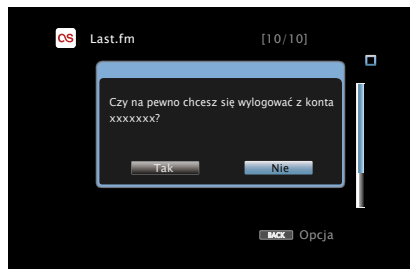 Last.fm [10/10]
Czy na pewno chcesz się wylogować z konta
xxxxxxx?
Tak Nie
BACK Opcja